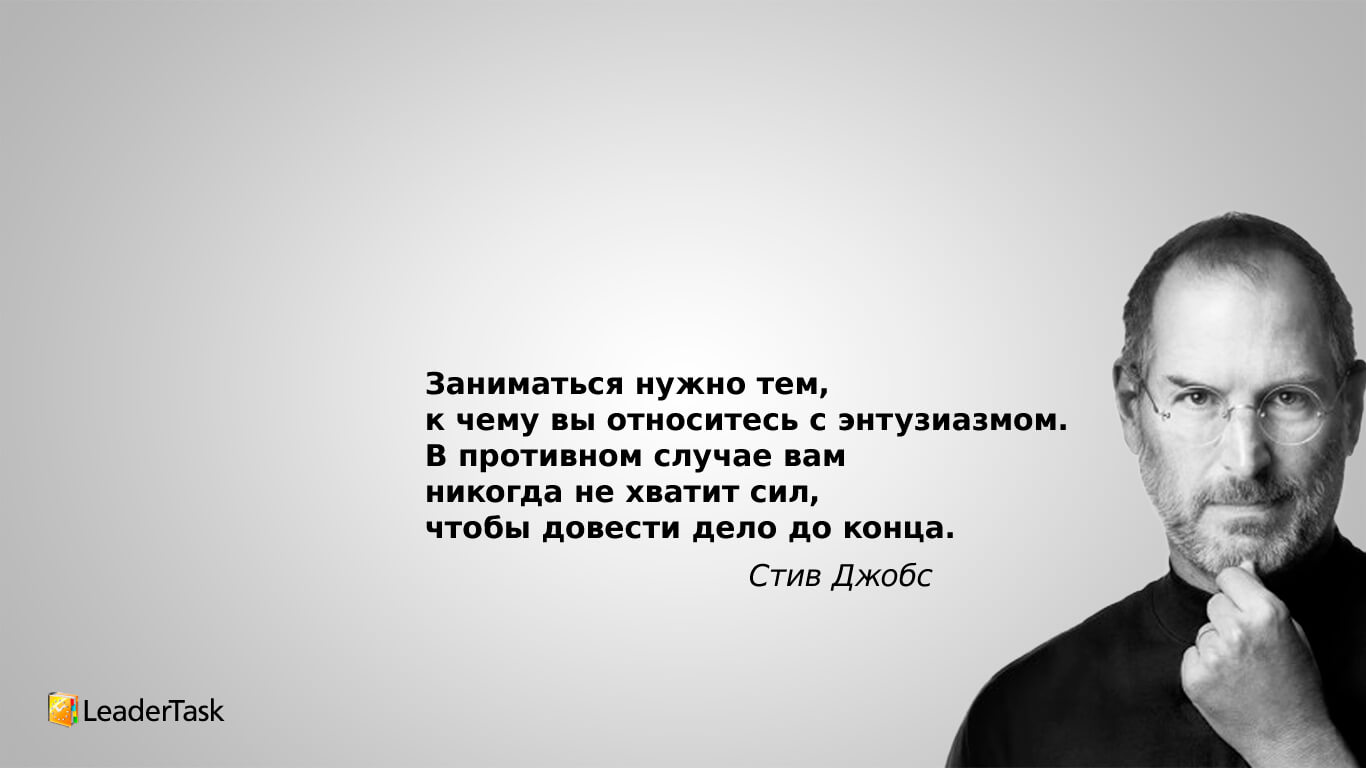 Заниматься нужно тем,
к чему вы относитесь с энтузиазмом.
В противном случае вам
никогда не хватит сил,
чтобы довести дело до конца.
Стив Джобс
LeaderTask